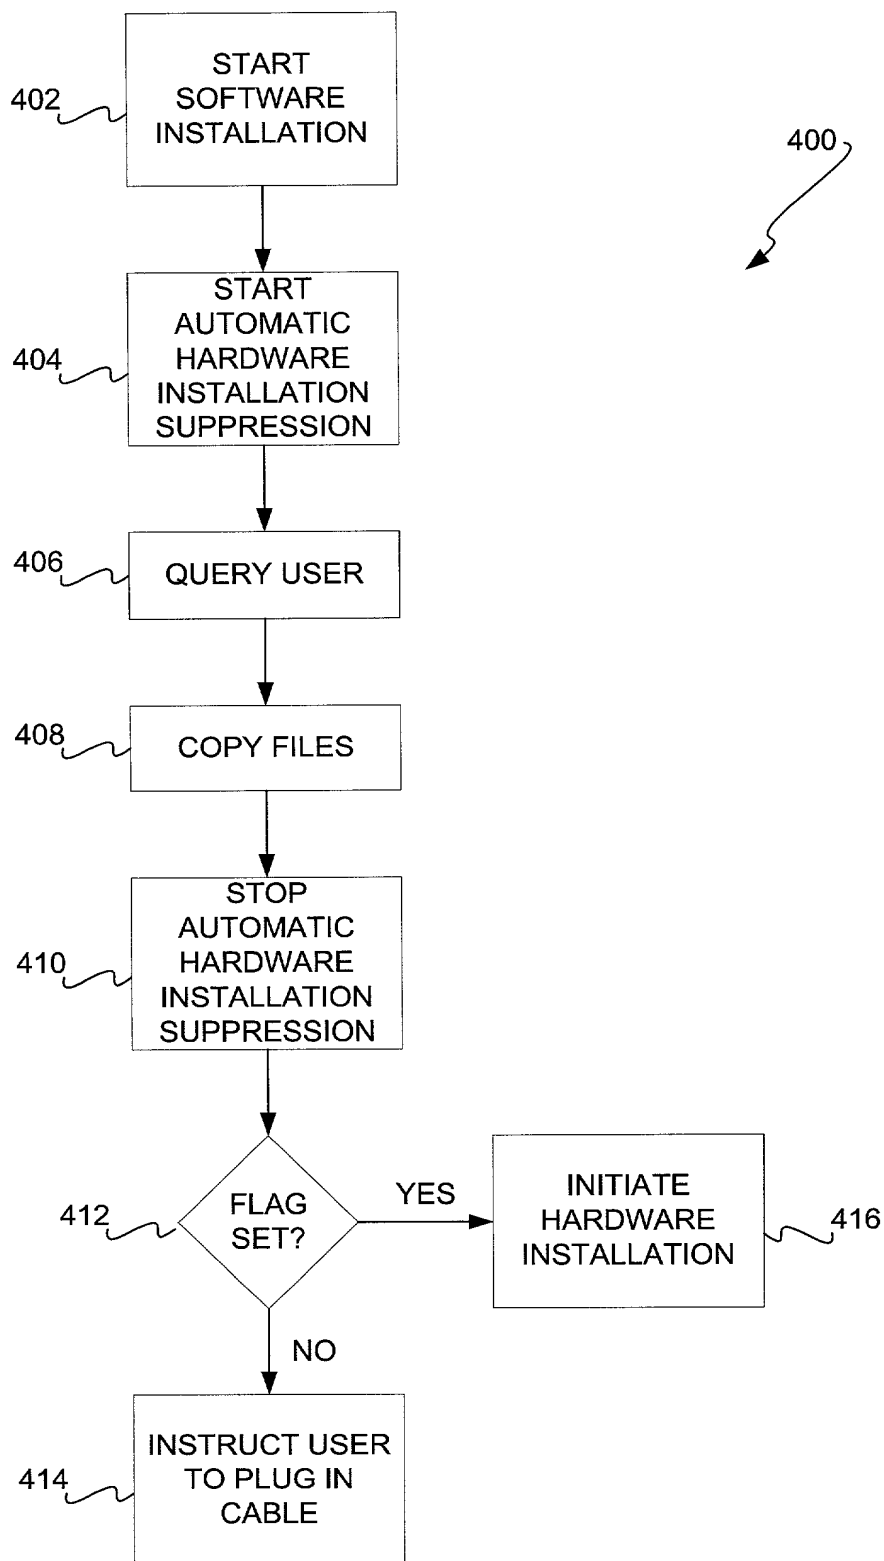 START
SOFTWARE
INSTALLATION
402
400
START
AUTOMATIC
HARDWARE
INSTALLATION
SUPPRESSION
404
406
QUERY USER
408
COPY FILES
STOP
AUTOMATIC
HARDWARE
INSTALLATION
SUPPRESSION
410
412
FLAG
SET?
YES
INITIATE
HARDWARE
INSTALLATION
416
NO
414
INSTRUCT USER
TO PLUG IN
CABLE